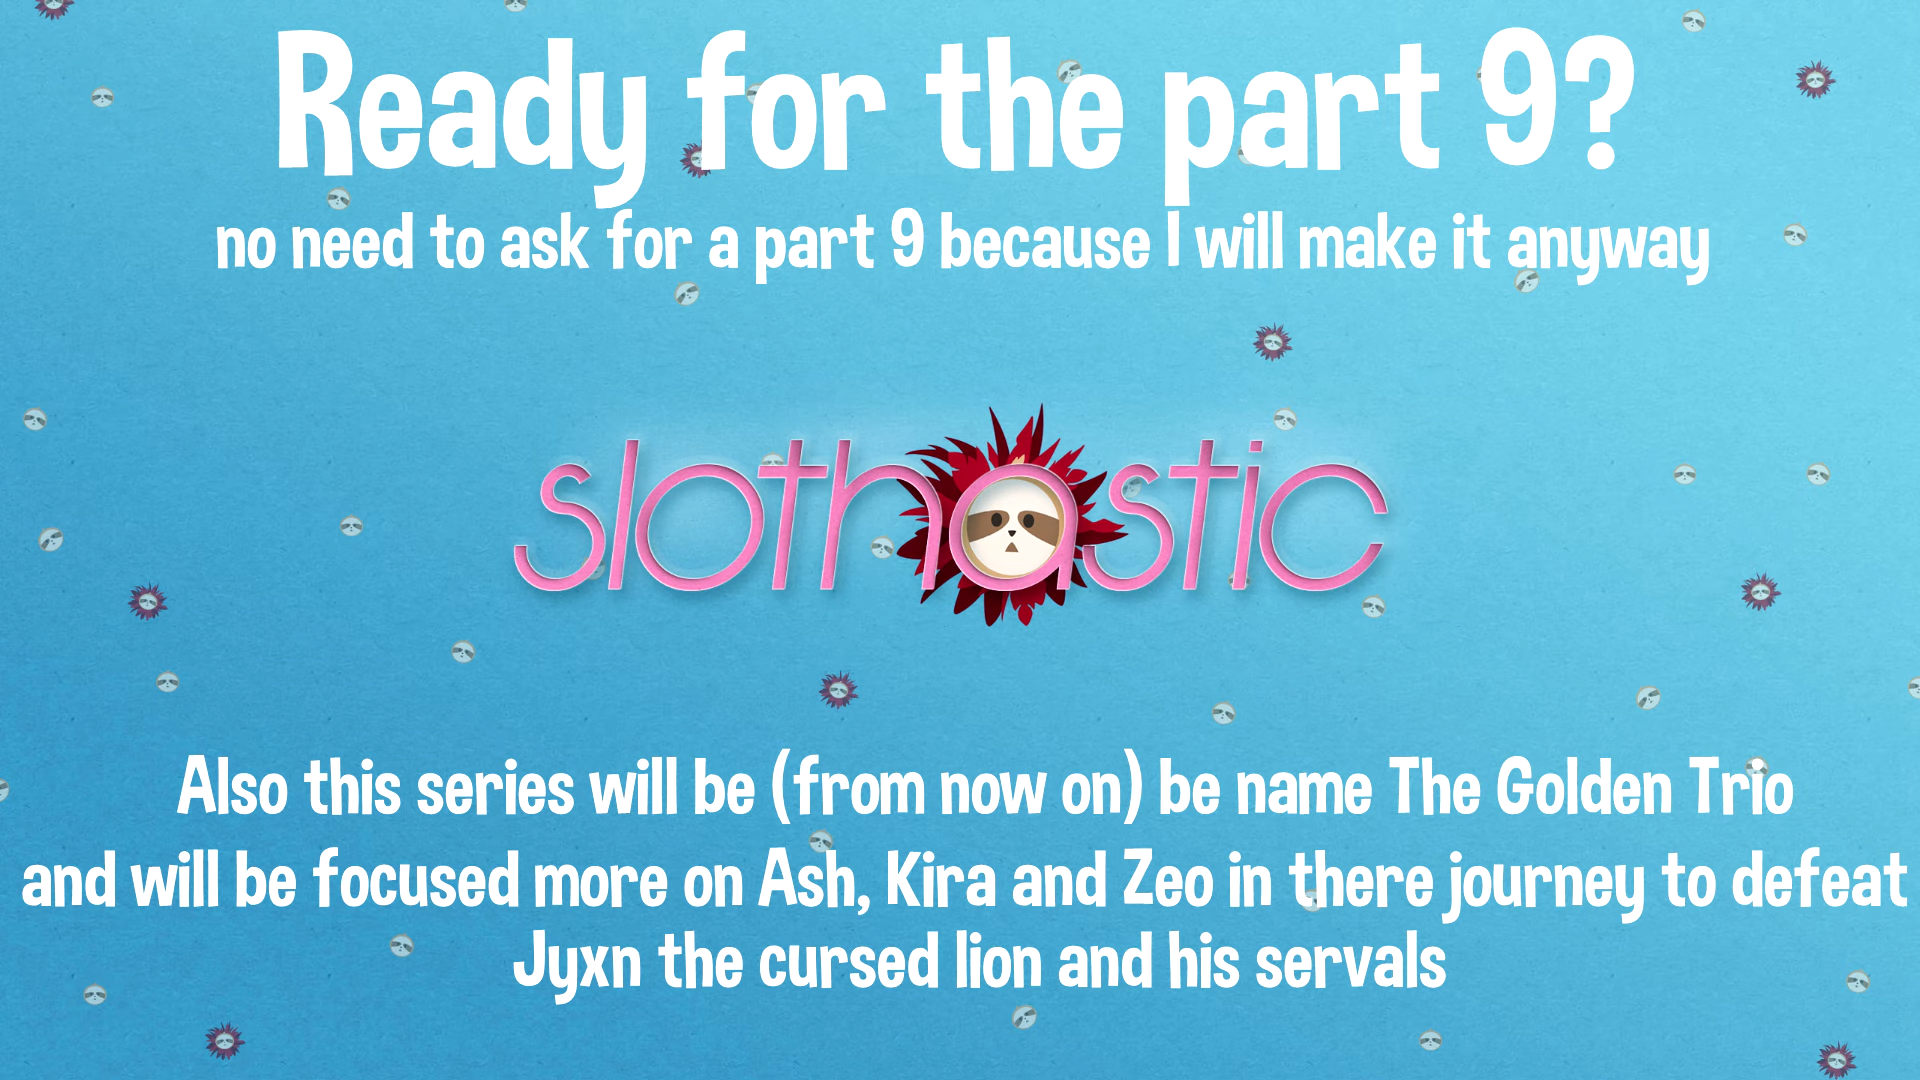 Ready for the part 9?
no need to ask for a part 9 because I will make it anyway
slothastic
Also this series will be (from now on) be name The Golden Trio
and will be focused more on Ash, Kira and Zeo in there journey to defeat
Jyxn the cursed lion and his servals